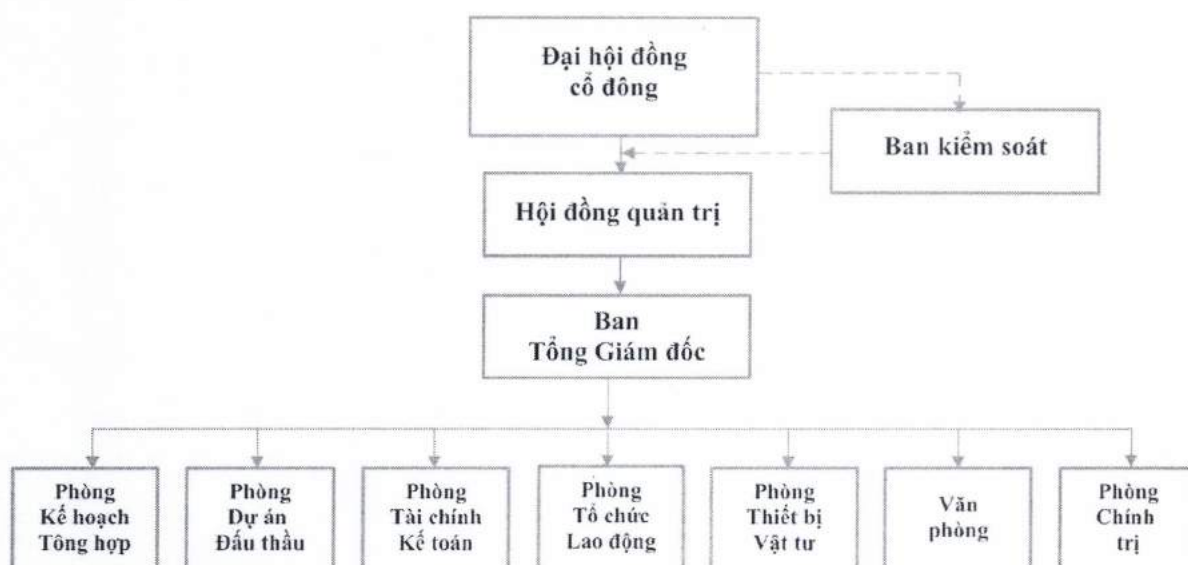 Đại hội đồng
cổ đông
Ban kiểm soát
Hội đồng quản trị
Ban
Tổng Giám đốc
Phòng
Kế hoạch
Tông hợp
Phòng
Dự án
Đấu thầu
Phòng
Tài chính
Kế toán
Phòng
Tổ chức
Lao động
Phòng
Thiết bị
Vật tư
Văn
phòng
Phòng
Chính
trị